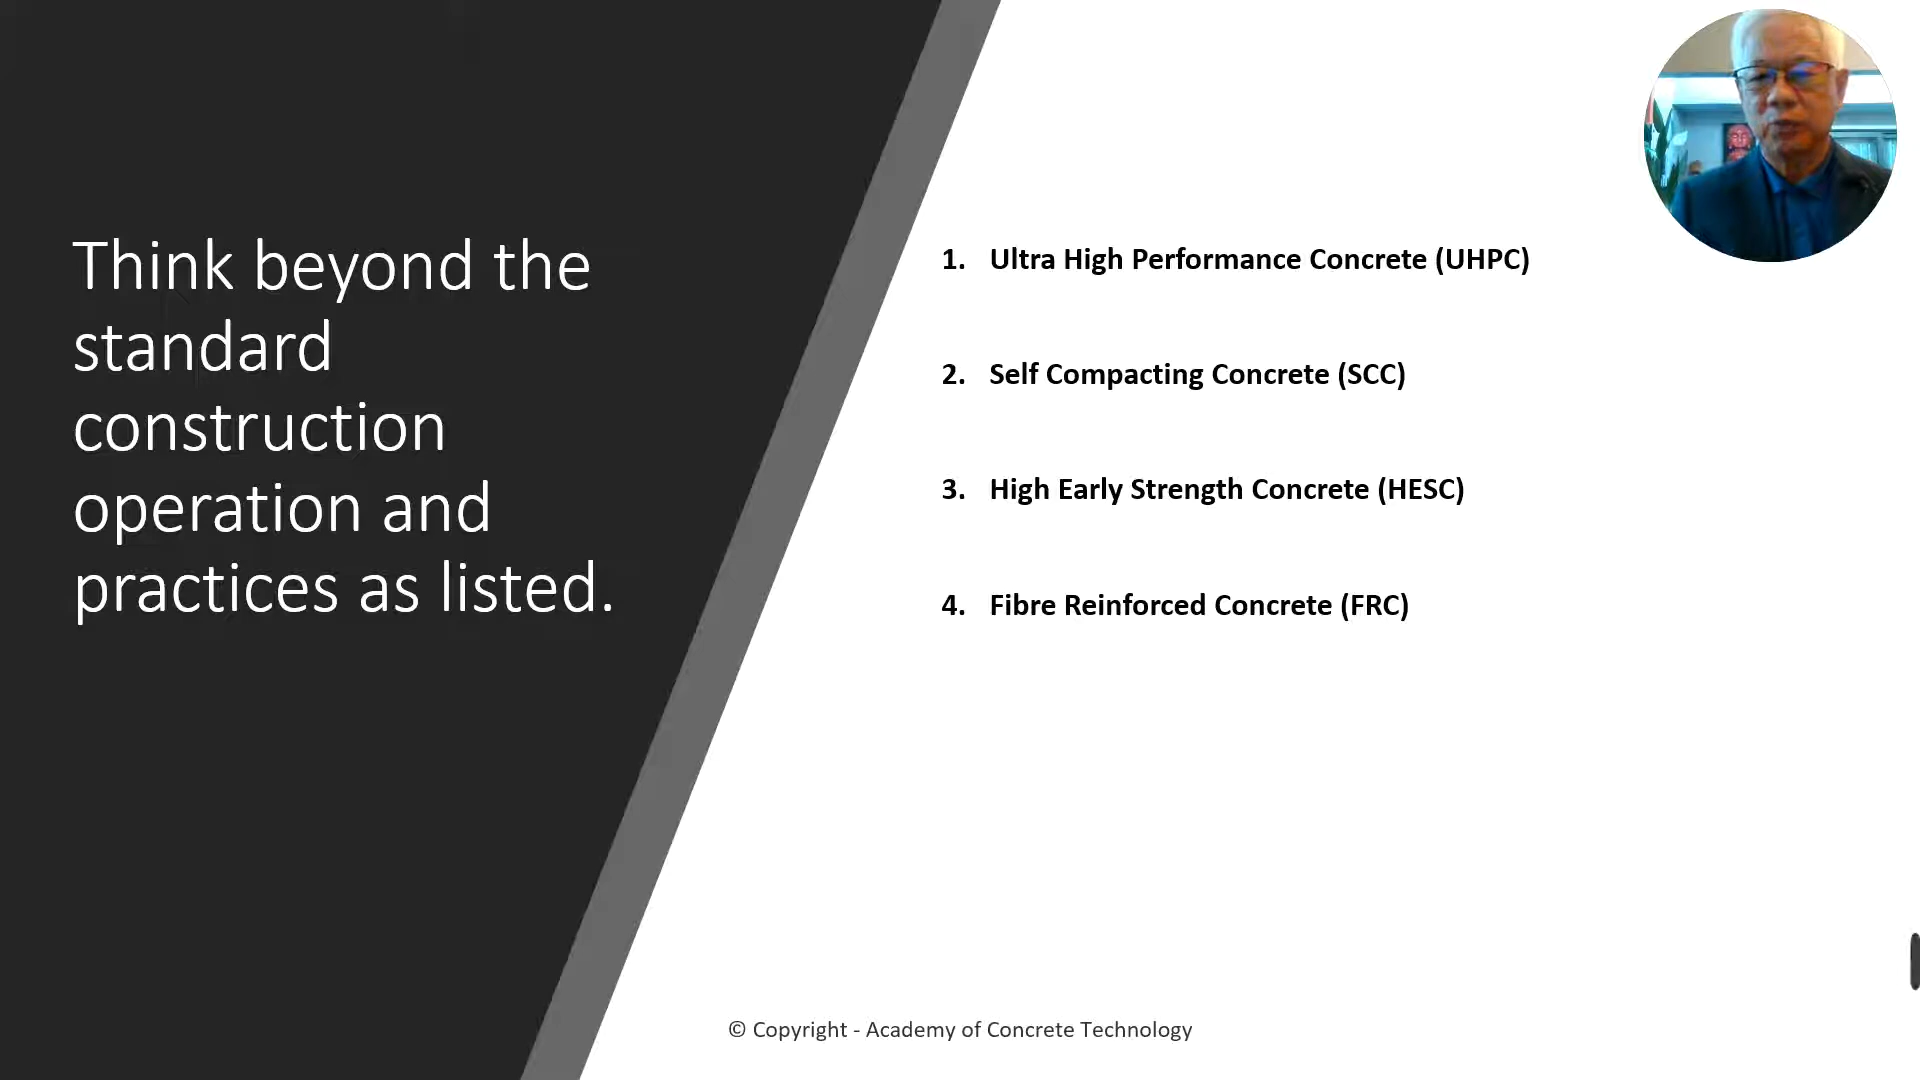 Think beyond the
standard
construction
operation and
practices as listed.
1. Ultra High Performance Concrete (UHPC)
2. Self Compacting Concrete (SCC)
3. High Early Strength Concrete (HESC)
4. Fibre Reinforced Concrete (FRC)
© Copyright - Academy of Concrete Technology